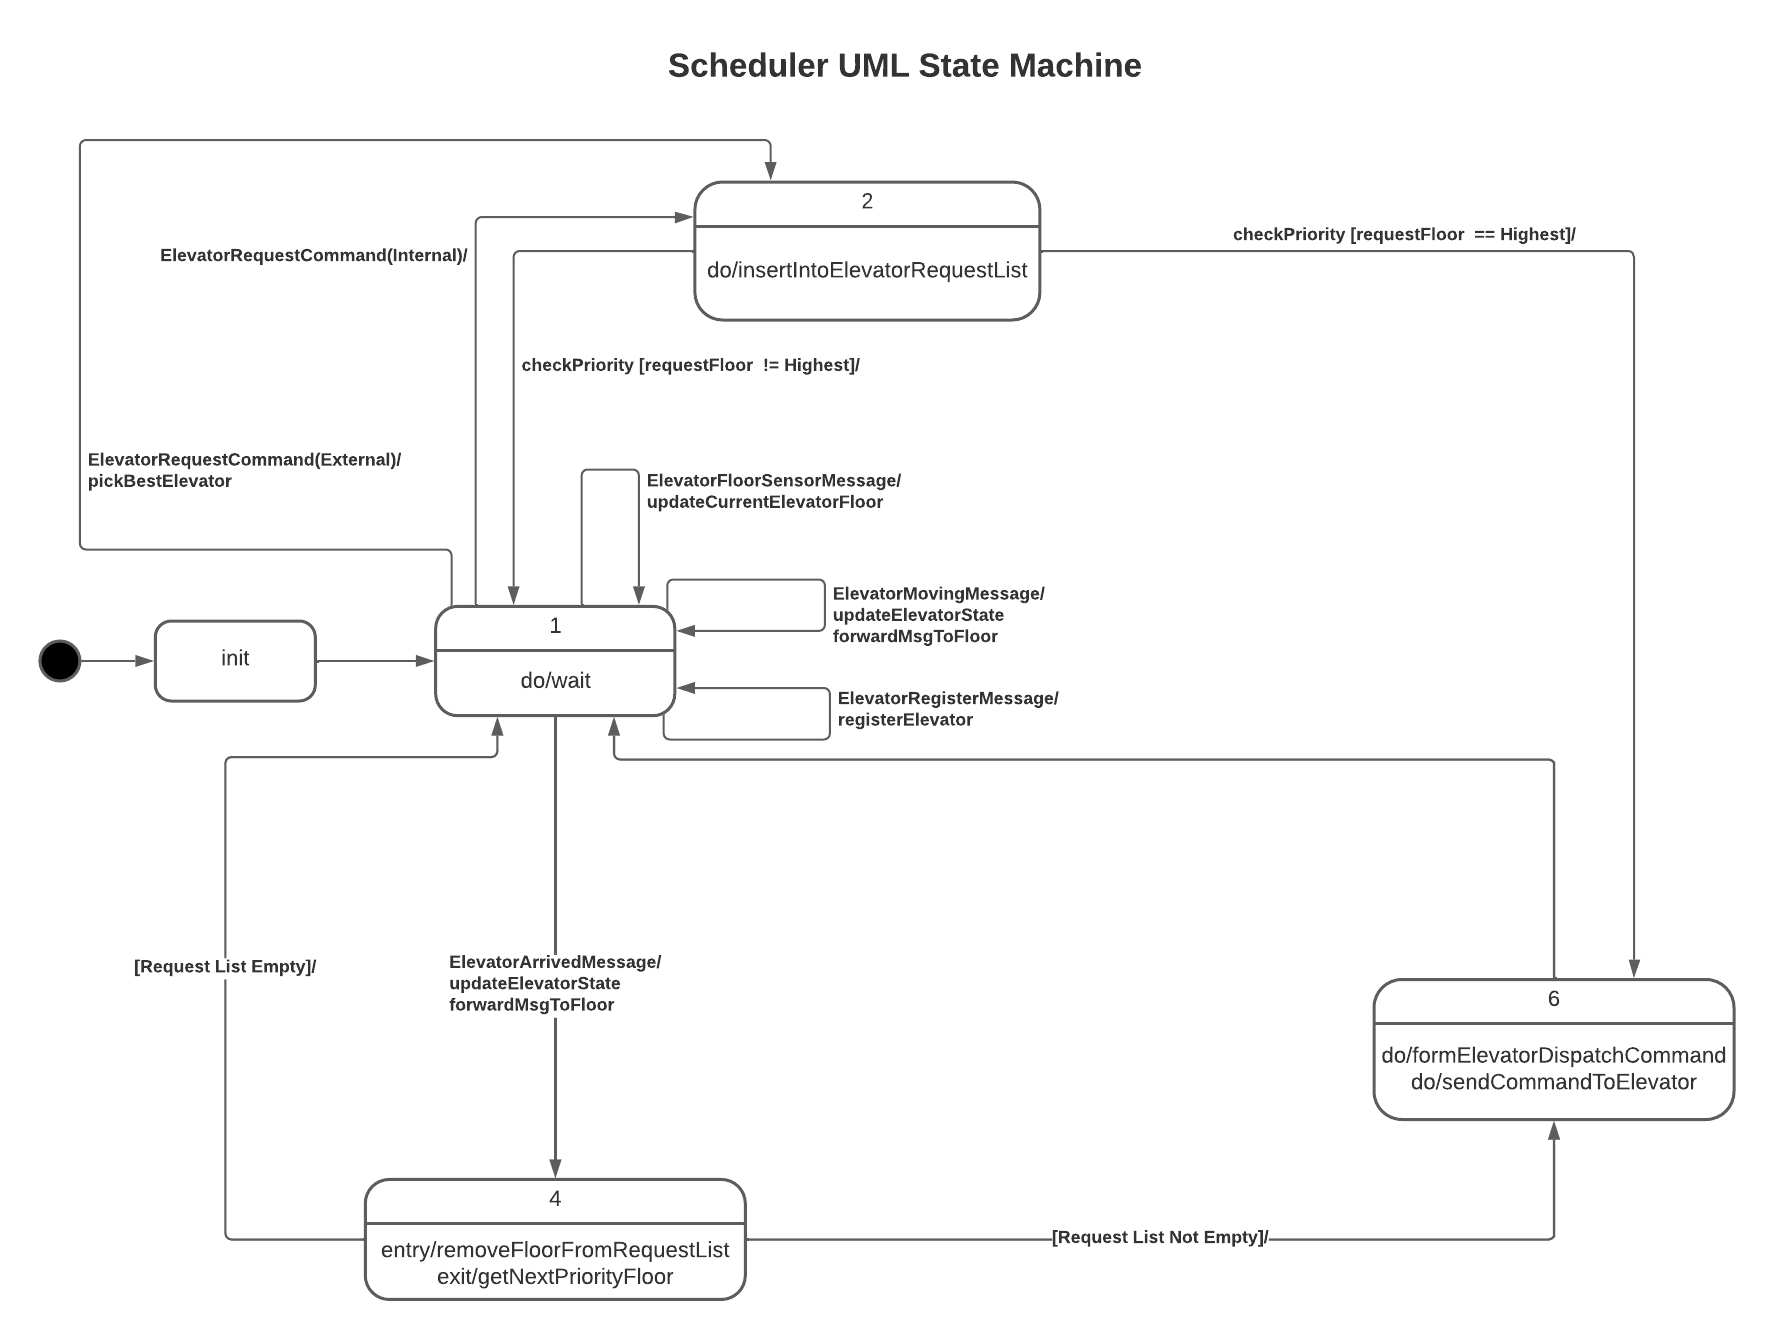 Scheduler UML State Machine
2
do/insertIntoElevatorRequestList
checkPriority [requestFloor  == Highest]/
ElevatorRequestCommand(Internal)/
checkPriority [requestFloor  != Highest]/
ElevatorRequestCommand(External)/
pickBestElevator
ElevatorFloorSensorMessage/
updateCurrentElevatorFloor
ElevatorMovingMessage/
updateElevatorState
forwardMsgToFloor
init
1
do/wait
ElevatorRegisterMessage/
registerElevator
[Request List Empty]/
ElevatorArrivedMessage/
updateElevatorState
forwardMsgToFloor
6
do/formElevatorDispatchCommand
do/sendCommandToElevator
4
entry/removeFloorFromRequestList
exit/getNextPriorityFloor
[Request List Not Empty]/